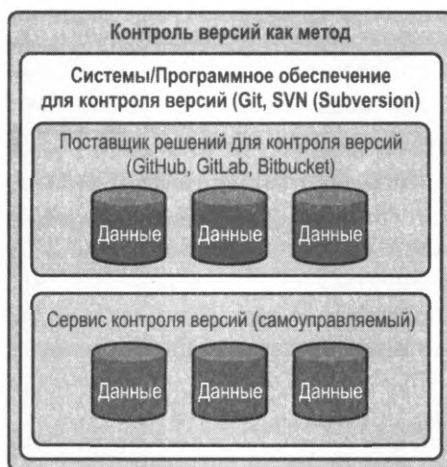 Контроль версий как метод
Системы/Программное обеспечение
для контроля версий (Git, SVN (Subversion)
Поставщик решений для контроля версий
(GitHub, GitLab, Bitbucket)
Данные Данные Данные
Сервис контроля версий (самоуправляемый)
Данные Данные Данные